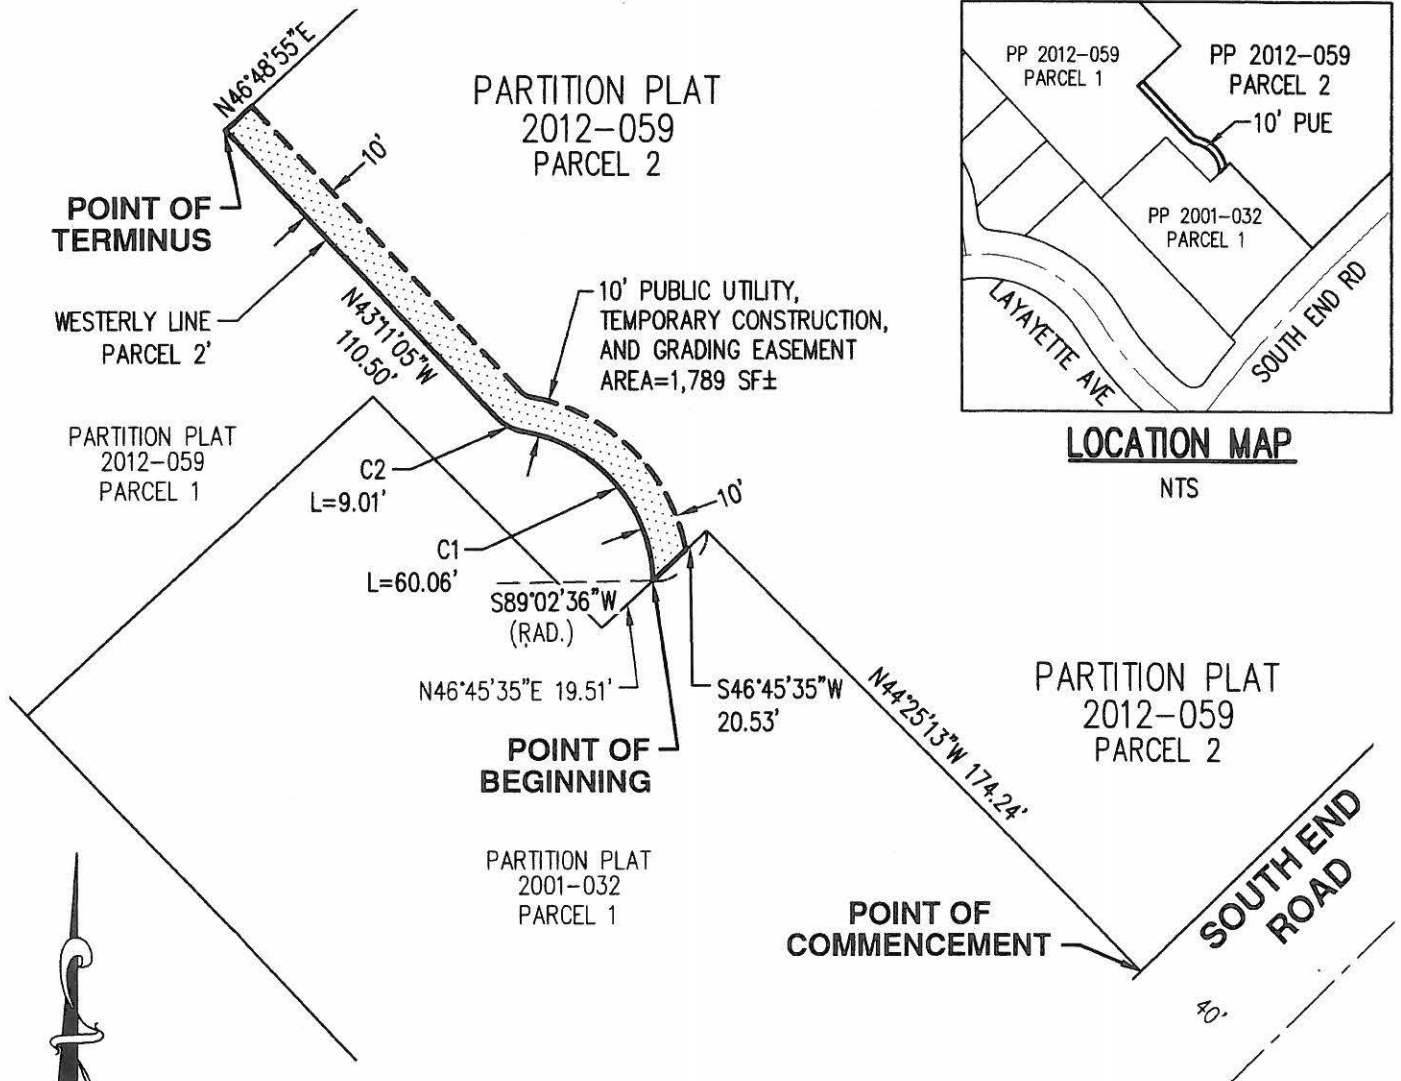 N46°48'55"E
PARTITION PLAT
2012-059
PARCEL 2
10'
POINT OF
TERMINUS
WESTERLY LINE
PARCEL 2'
N43°11'05"W
110.50'
10' PUBLIC UTILITY,
TEMPORARY CONSTRUCTION,
AND GRADING EASEMENT
AREA=1,789 SF±
PARTITION PLAT
2012-059
PARCEL 1
C2
L=9.01'
C1
L=60.06'
10'
S89°02'36"W
(RAD.)
N46°45'35"E 19.51'
S46°45'35"W
20.53'
POINT OF
BEGINNING
N44°25'13"W 174.24'
PARTITION PLAT
2012-059
PARCEL 2
PARTITION PLAT
2001-032
PARCEL 1
POINT OF
COMMENCEMENT
SOUTH END
ROAD
40'
PP 2012-059
PARCEL 1
PP 2012-059
PARCEL 2
10' PUE
PP 2001-032
PARCEL 1
LAYAYETTE AVE
SOUTH END RD
LOCATION MAP
NTS